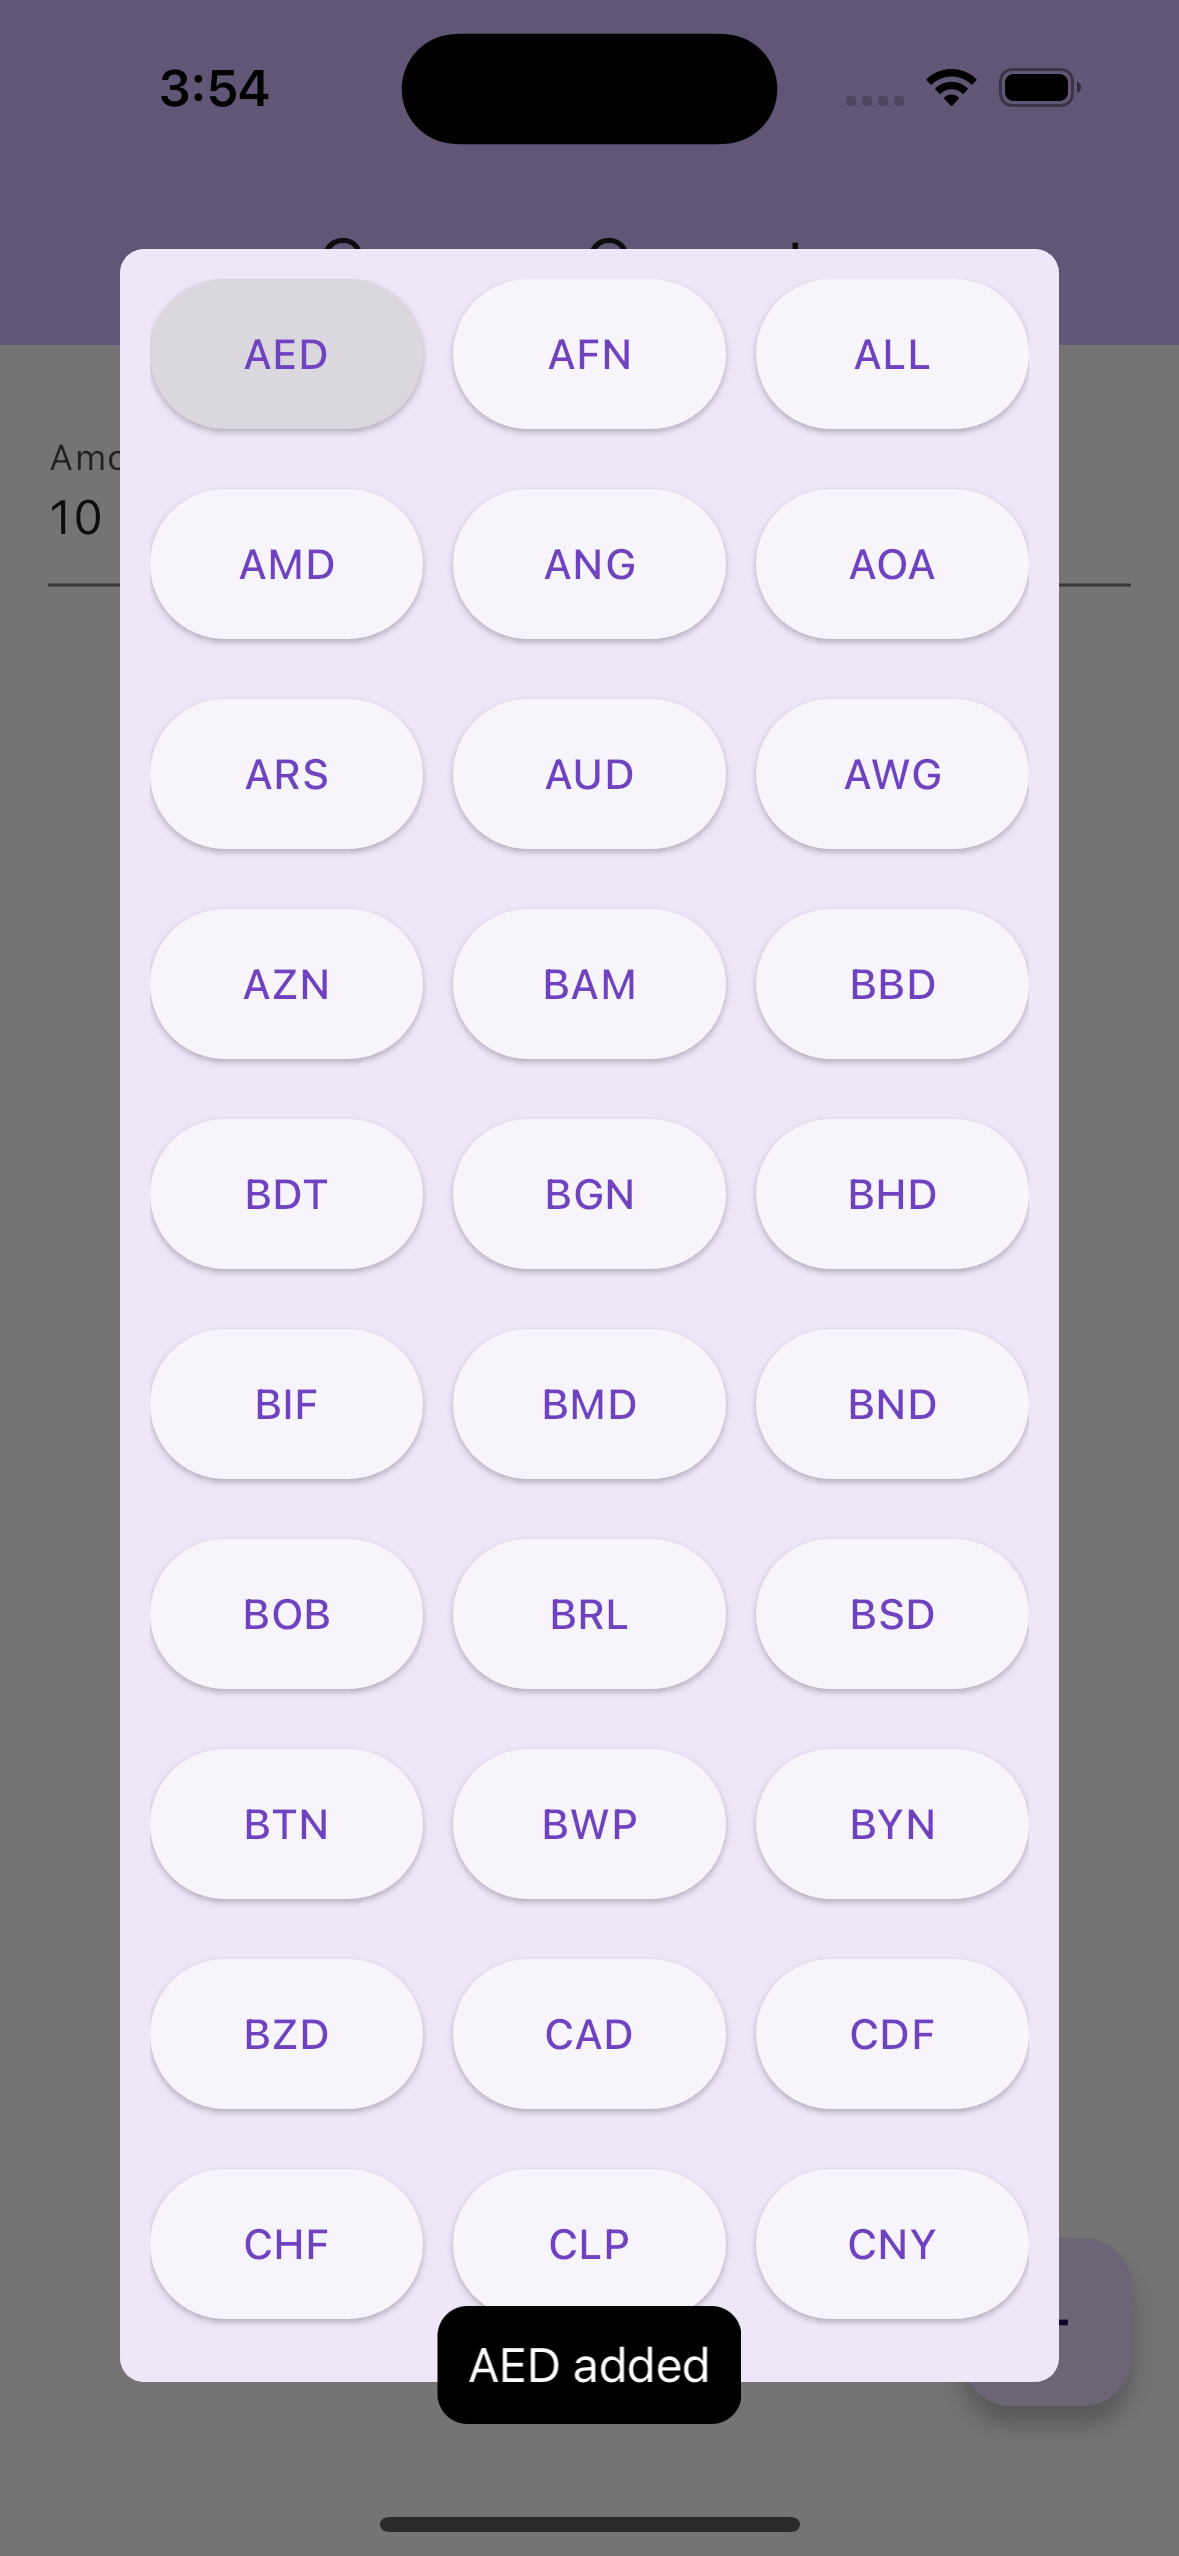 3:54
AED AFN ALL
Amo
10
AMD ANG AOA
ARS AUD AWG
AZN BAM BBD
BDT BGN BHD
BIF BMD BND
BOB BRL BSD
BTN BWP BYN
BZD CAD CDF
CHF CLP CNY
AED added